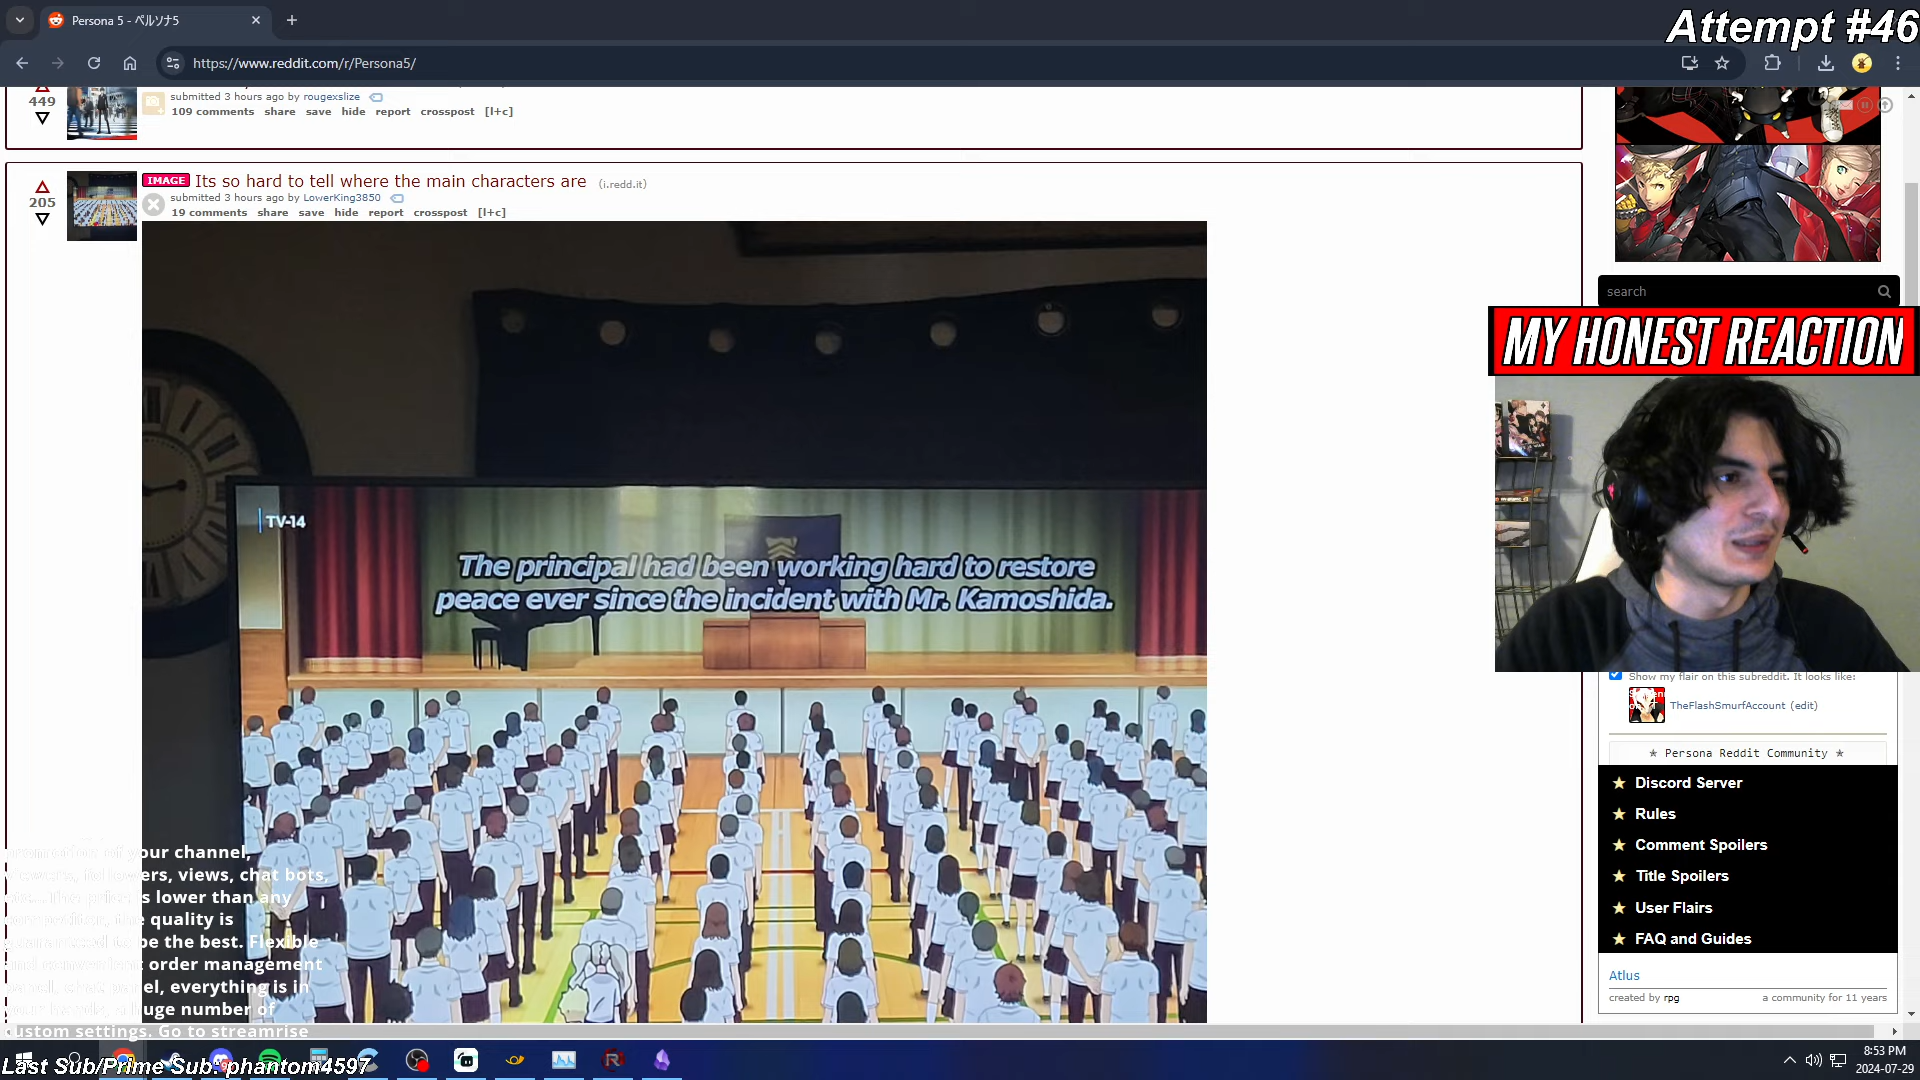 Persona 5 - ペルソナ5
Attempt #46
https://www.reddit.com/r/Persona5/
449
submitted 3 hours ago by rougexslize
109 comments share save hide report crosspost [l+c]
205
IMAGE Its so hard to tell where the main characters are (i.redd.it)
submitted 3 hours ago by LowerKing3850
19 comments share save hide report crosspost [l+c]
TV-14
The principal had been working hard to restore
peace ever since the incident with Mr. Kamoshida.
search
MY HONEST REACTION
Show my flair on this subreddit. It looks like:
TheFlashSmurfAccount (edit)
★ Persona Reddit Community ★
Discord Server
Rules
Comment Spoilers
Title Spoilers
User Flairs
FAQ and Guides
Atlus
created by rpg a community for 11 years
of your channel,
views, chat bots,
is lower than any
quality is
be the best. Flexible
order management
everything is in
huge number of
custom settings. Go to streamrise
Last Sub/Prime Sub: phantom4597
8:53 PM
2024-07-29